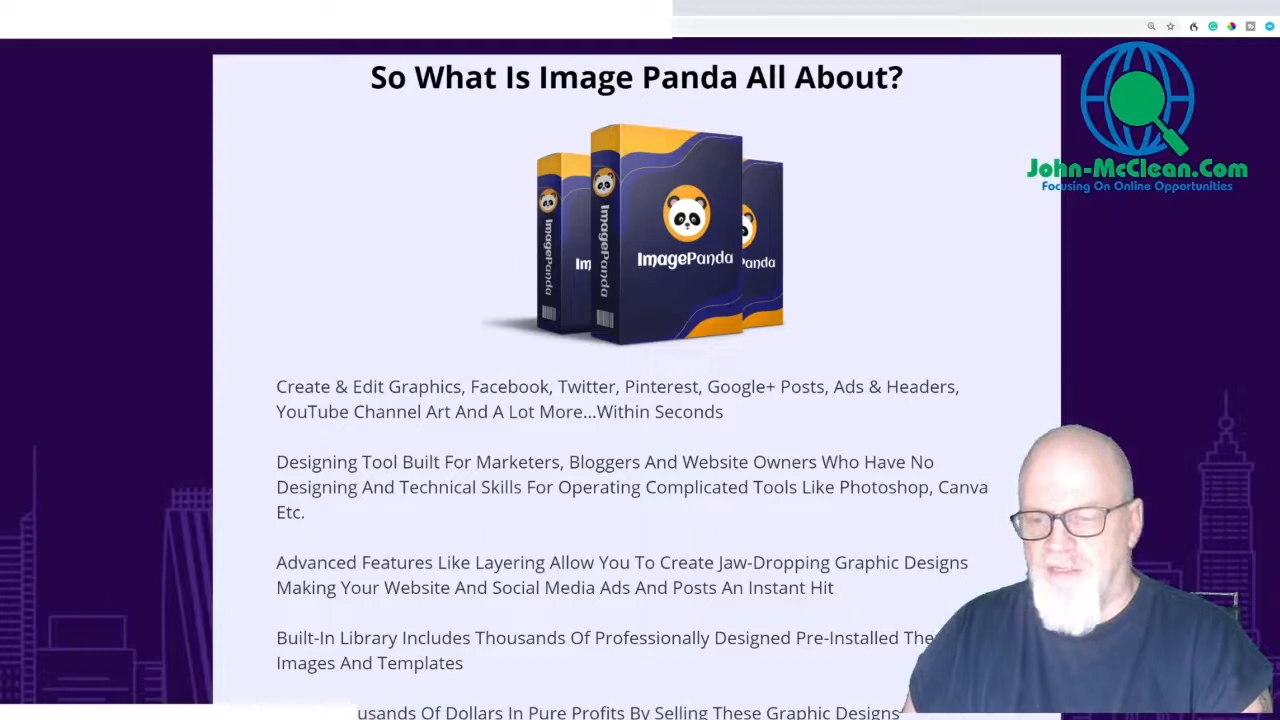 So What Is Image Panda All About?
John-McClean.Com
Focusing On Online Opportunities
ImagePanda
ImagePanda
ImagePanda
Im
Panda
Create & Edit Graphics, Facebook, Twitter, Pinterest, Google+ Posts, Ads & Headers,
YouTube Channel Art And A Lot More...Within Seconds
Designing Tool Built For Marketers, Bloggers And Website Owners Who Have No
Designing And Technical Skills For Operating Complicated Tools Like Photoshop, Canva
Etc.
Advanced Features Like Layering Allow You To Create Jaw-Dropping Graphic Designs
Making Your Website And Social Media Ads And Posts An Instant Hit
Built-In Library Includes Thousands Of Professionally Designed Pre-Installed
Images And Templates
Of Dollars In Pure Profits By Selling These Graphic Designs